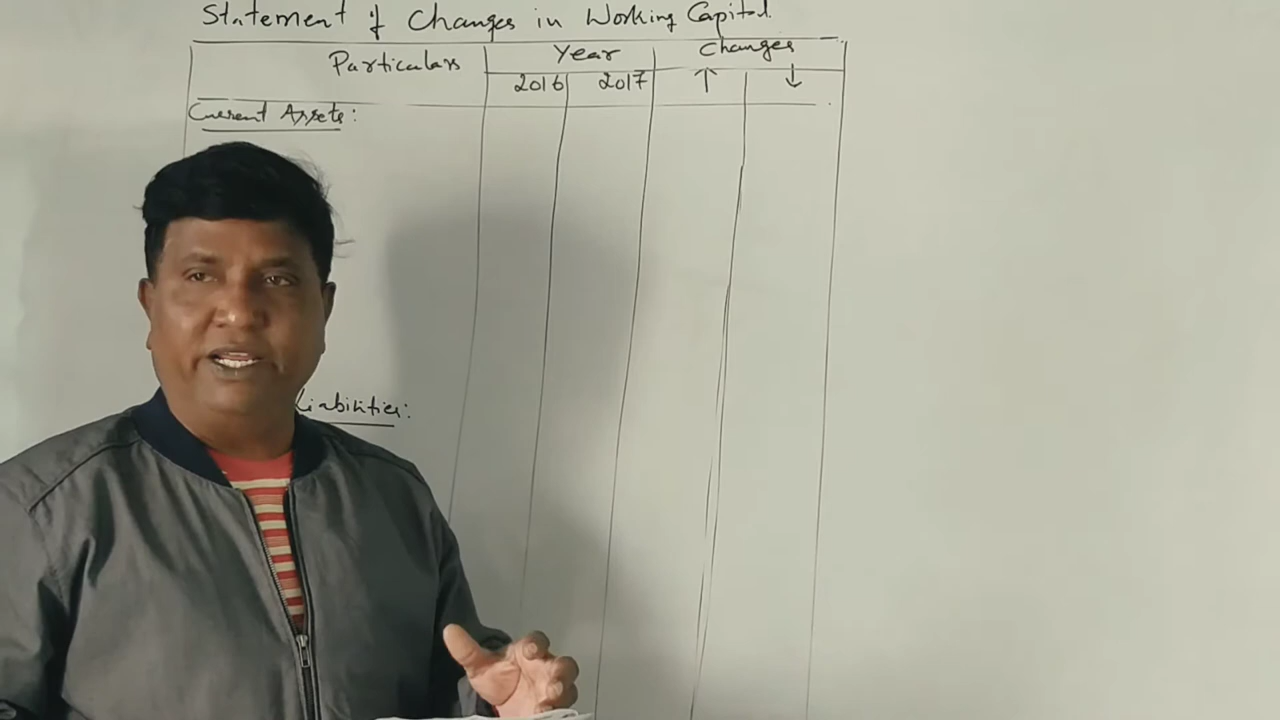 Statement of Changes in Working Capital.
Particulars Year Changes
2016 2017 ↑ ↓
Current Assets:
Liabilities: